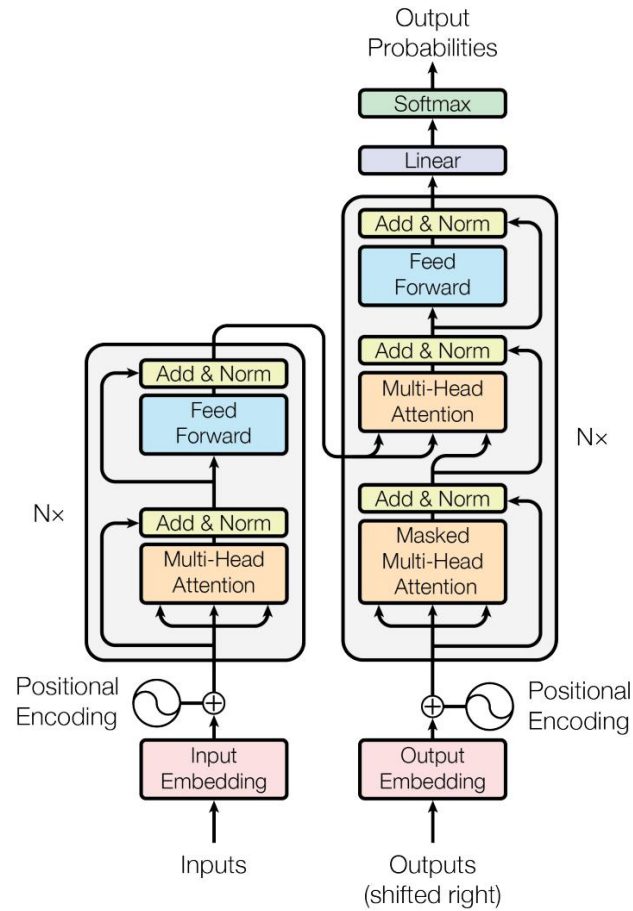 Output
Probabilities
Softmax
Linear
Add & Norm
Feed
Forward
Add & Norm
Multi-Head
Attention
Add & Norm
Masked
Multi-Head
Attention
N×
Add & Norm
Feed
Forward
Add & Norm
Multi-Head
Attention
N×
Positional
Encoding
Positional
Encoding
Input
Embedding
Output
Embedding
Inputs
Outputs
(shifted right)